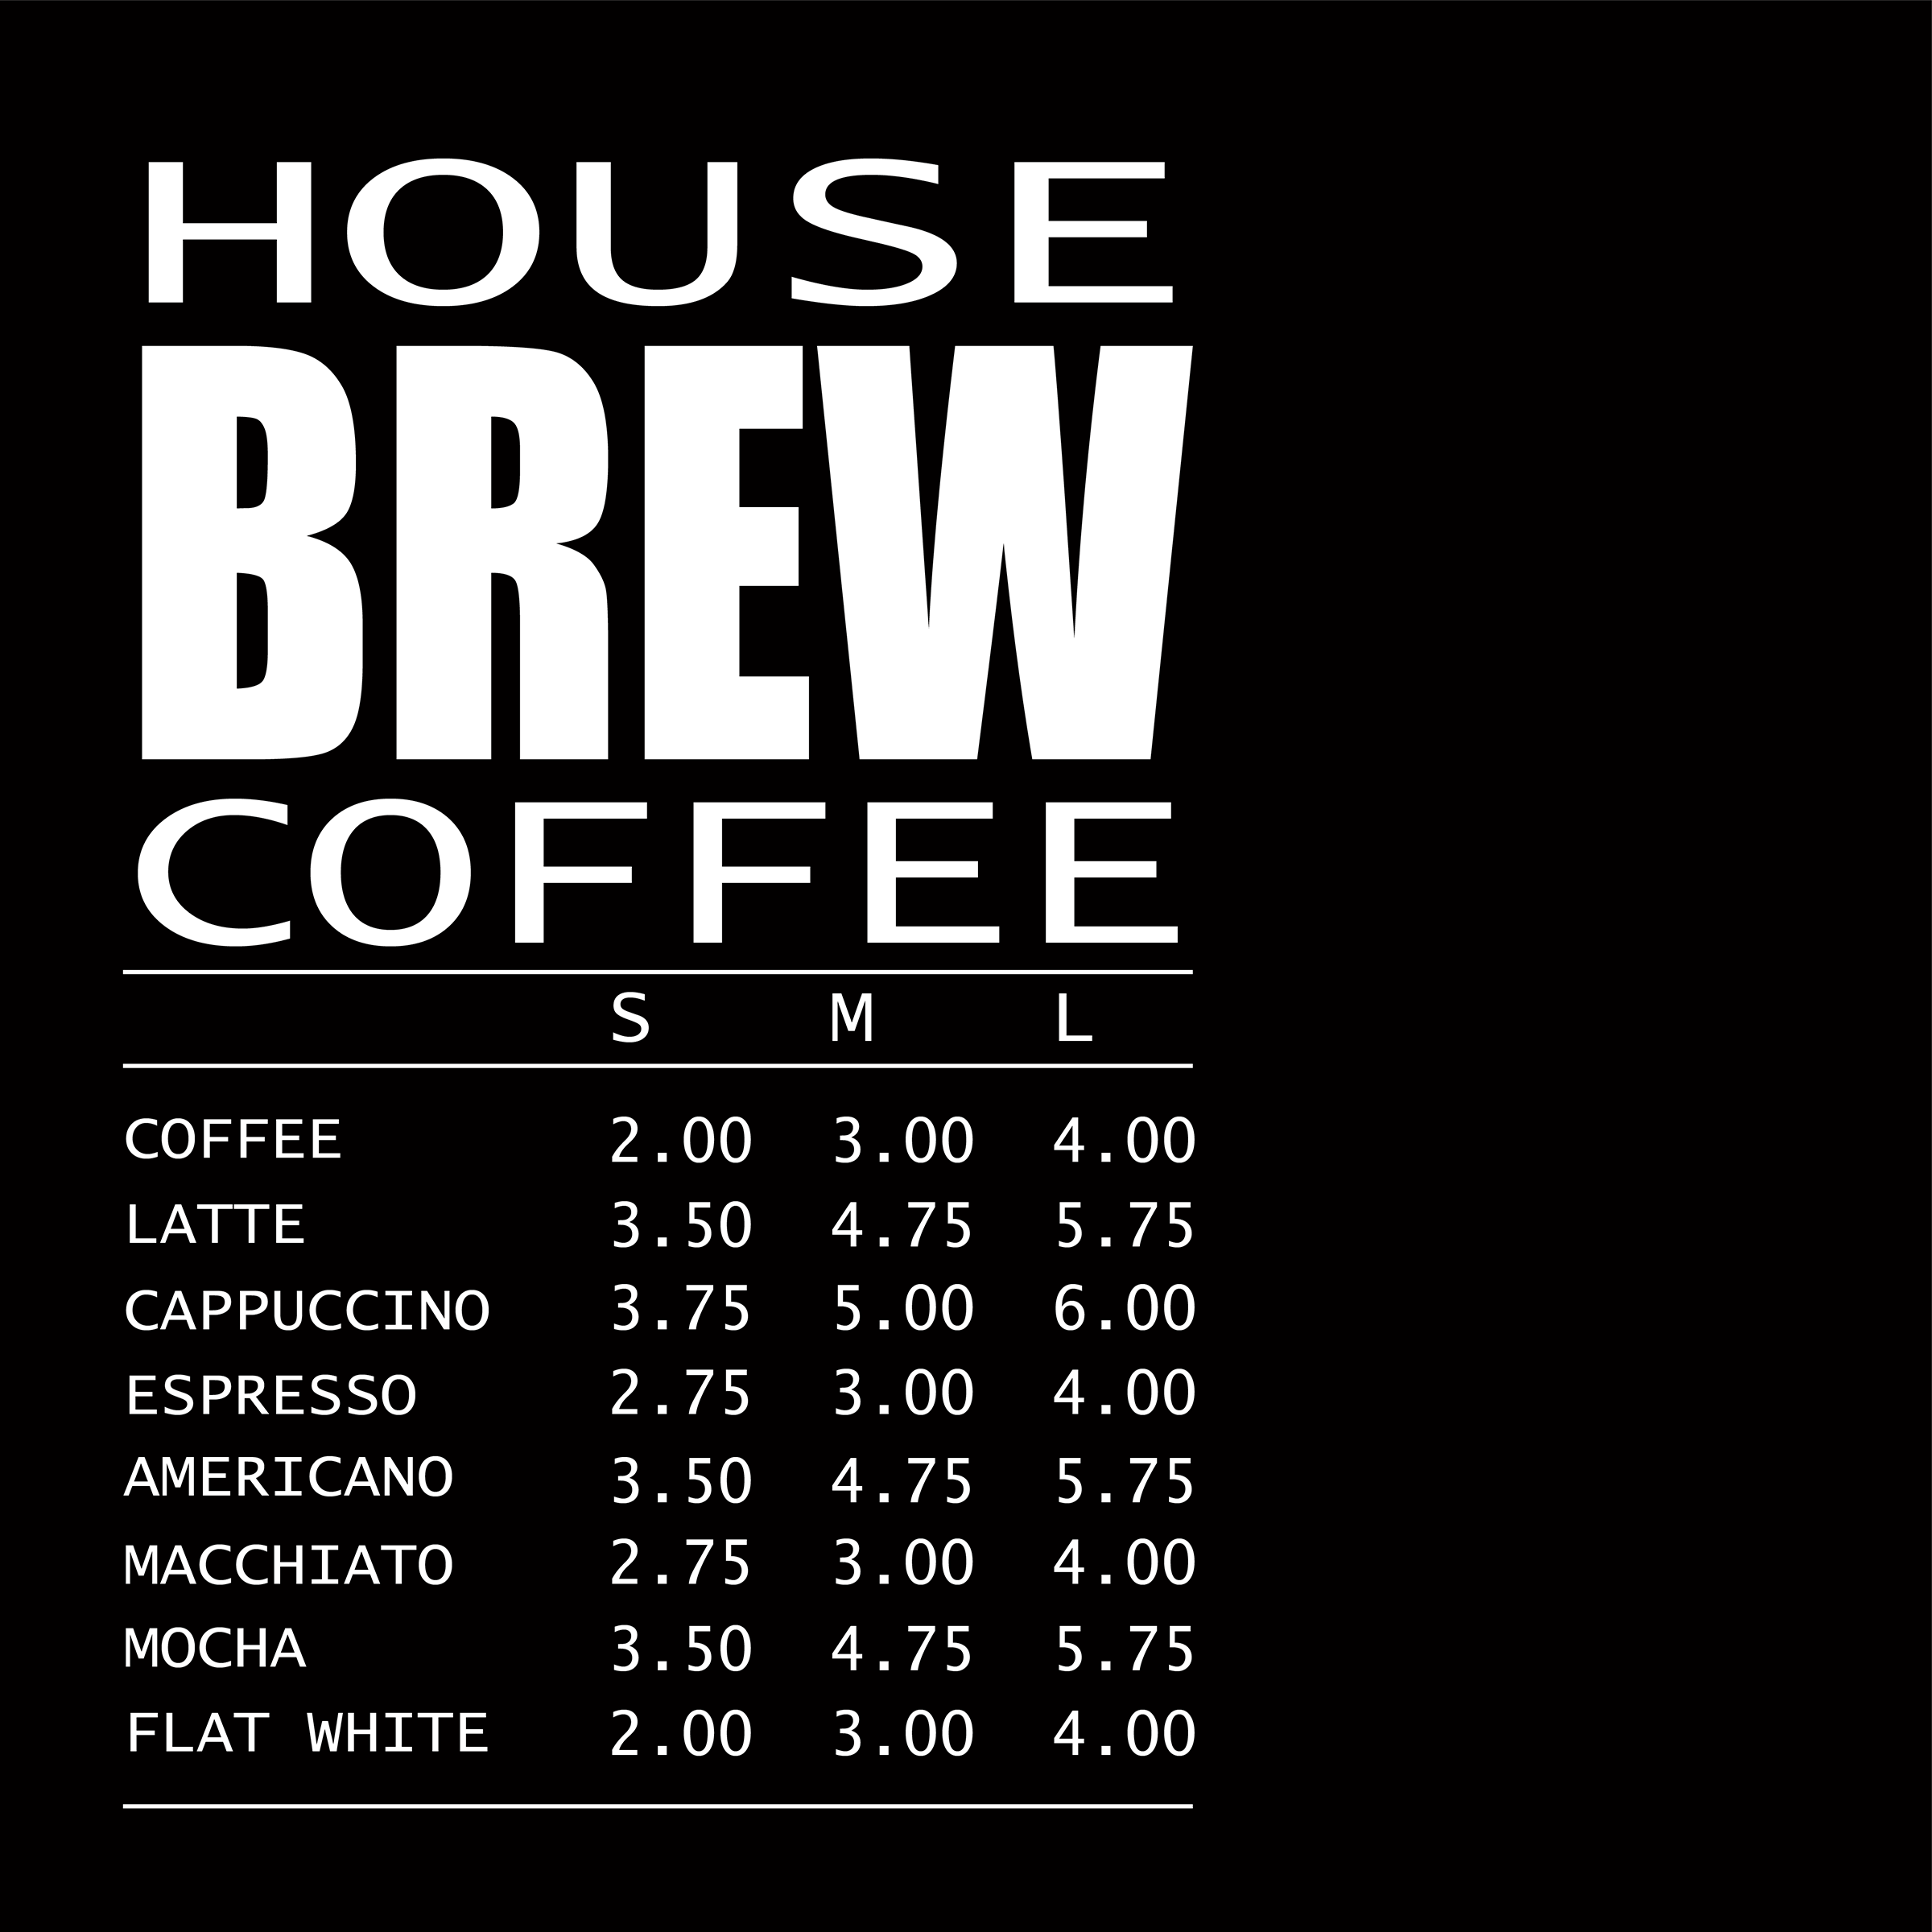 HOUSE
BREW
COFFEE
S M L
COFFEE 2.00 3.00 4.00
LATTE 3.50 4.75 5.75
CAPPUCCINO 3.75 5.00 6.00
ESPRESSO 2.75 3.00 4.00
AMERICANO 3.50 4.75 5.75
MACCHIATO 2.75 3.00 4.00
MOCHA 3.50 4.75 5.75
FLAT WHITE 2.00 3.00 4.00